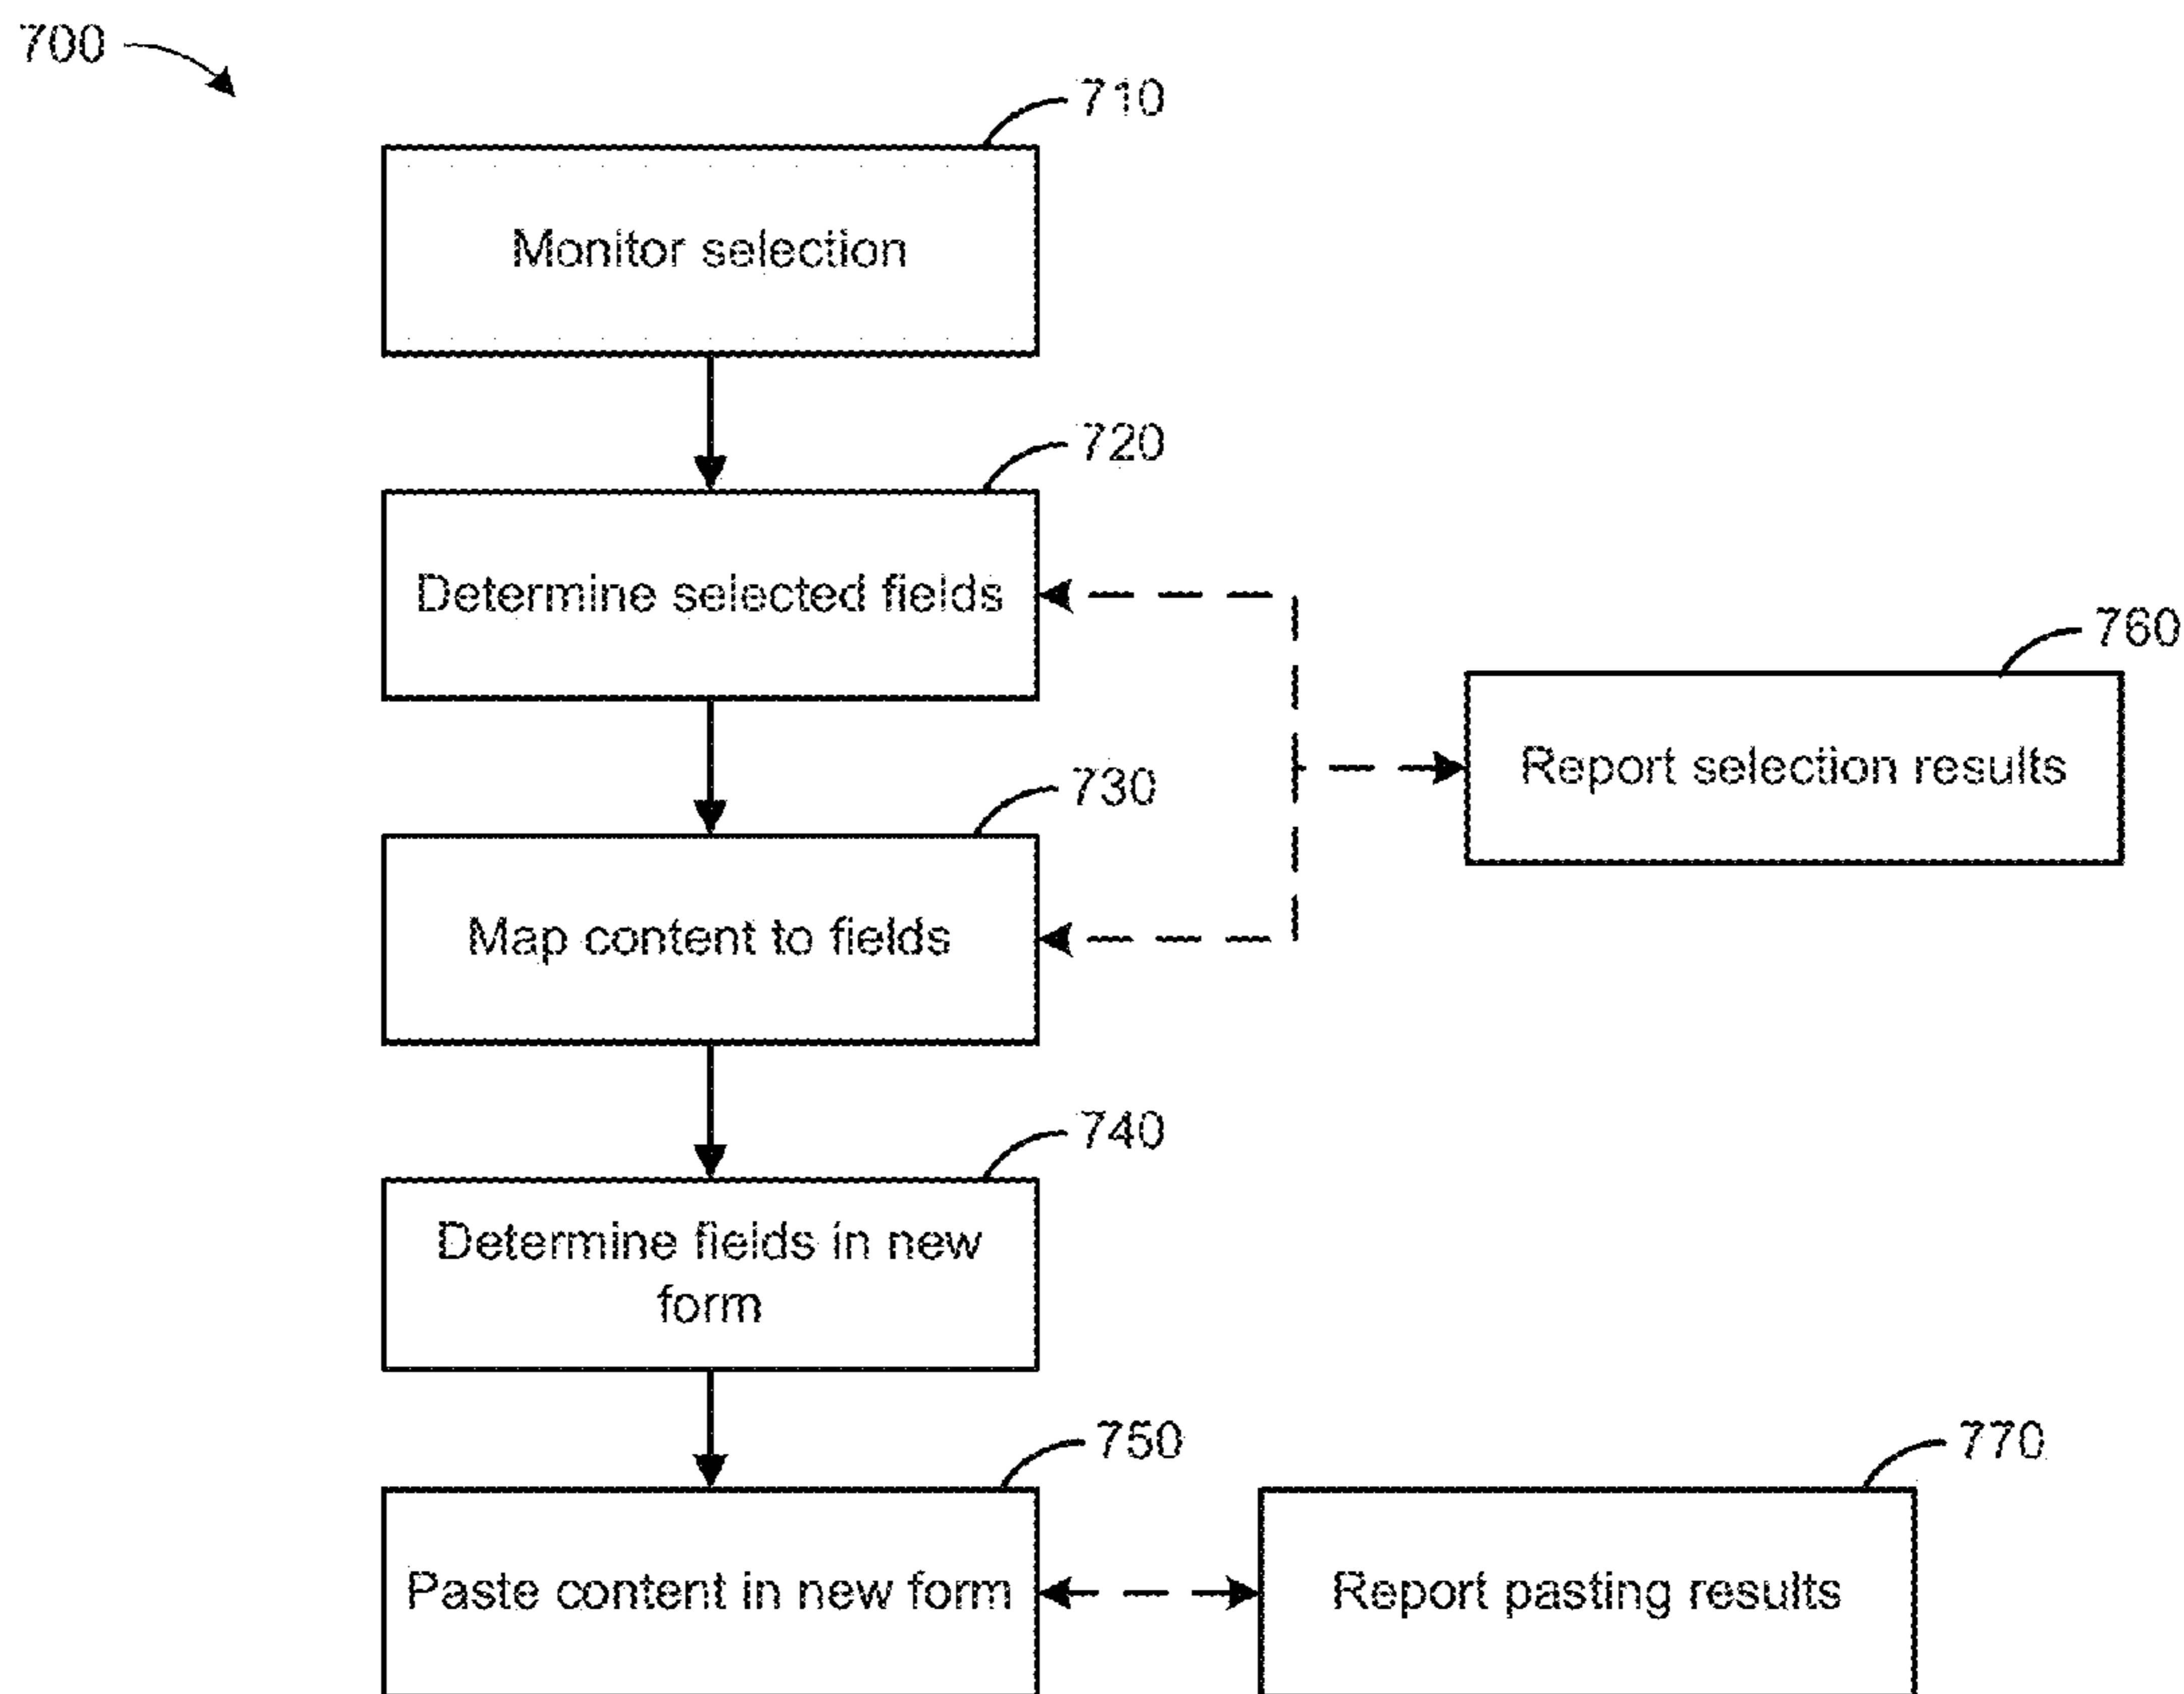 700
710
Monitor selection
720
Determine selected fields
760
Report selection results
730
Map content to fields
740
Determine fields in new
form
750
Paste content in new form
770
Report pasting results